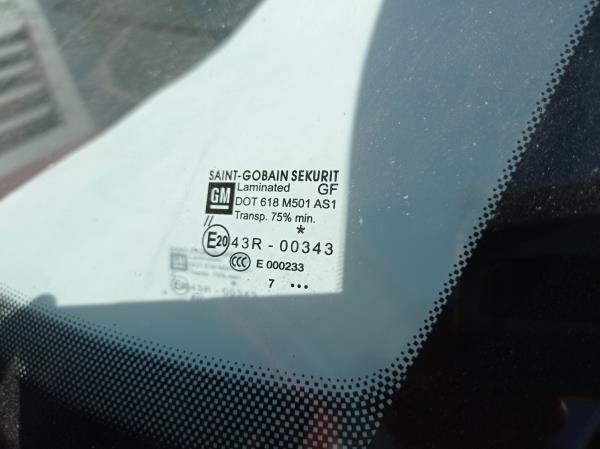 SAINT-GOBAIN SEKURIT
Laminated GF
GM DOT 618 M501 AS1
Transp. 75% min.
//
*
E20 43R - 00343
CCC E 000233
7 ...